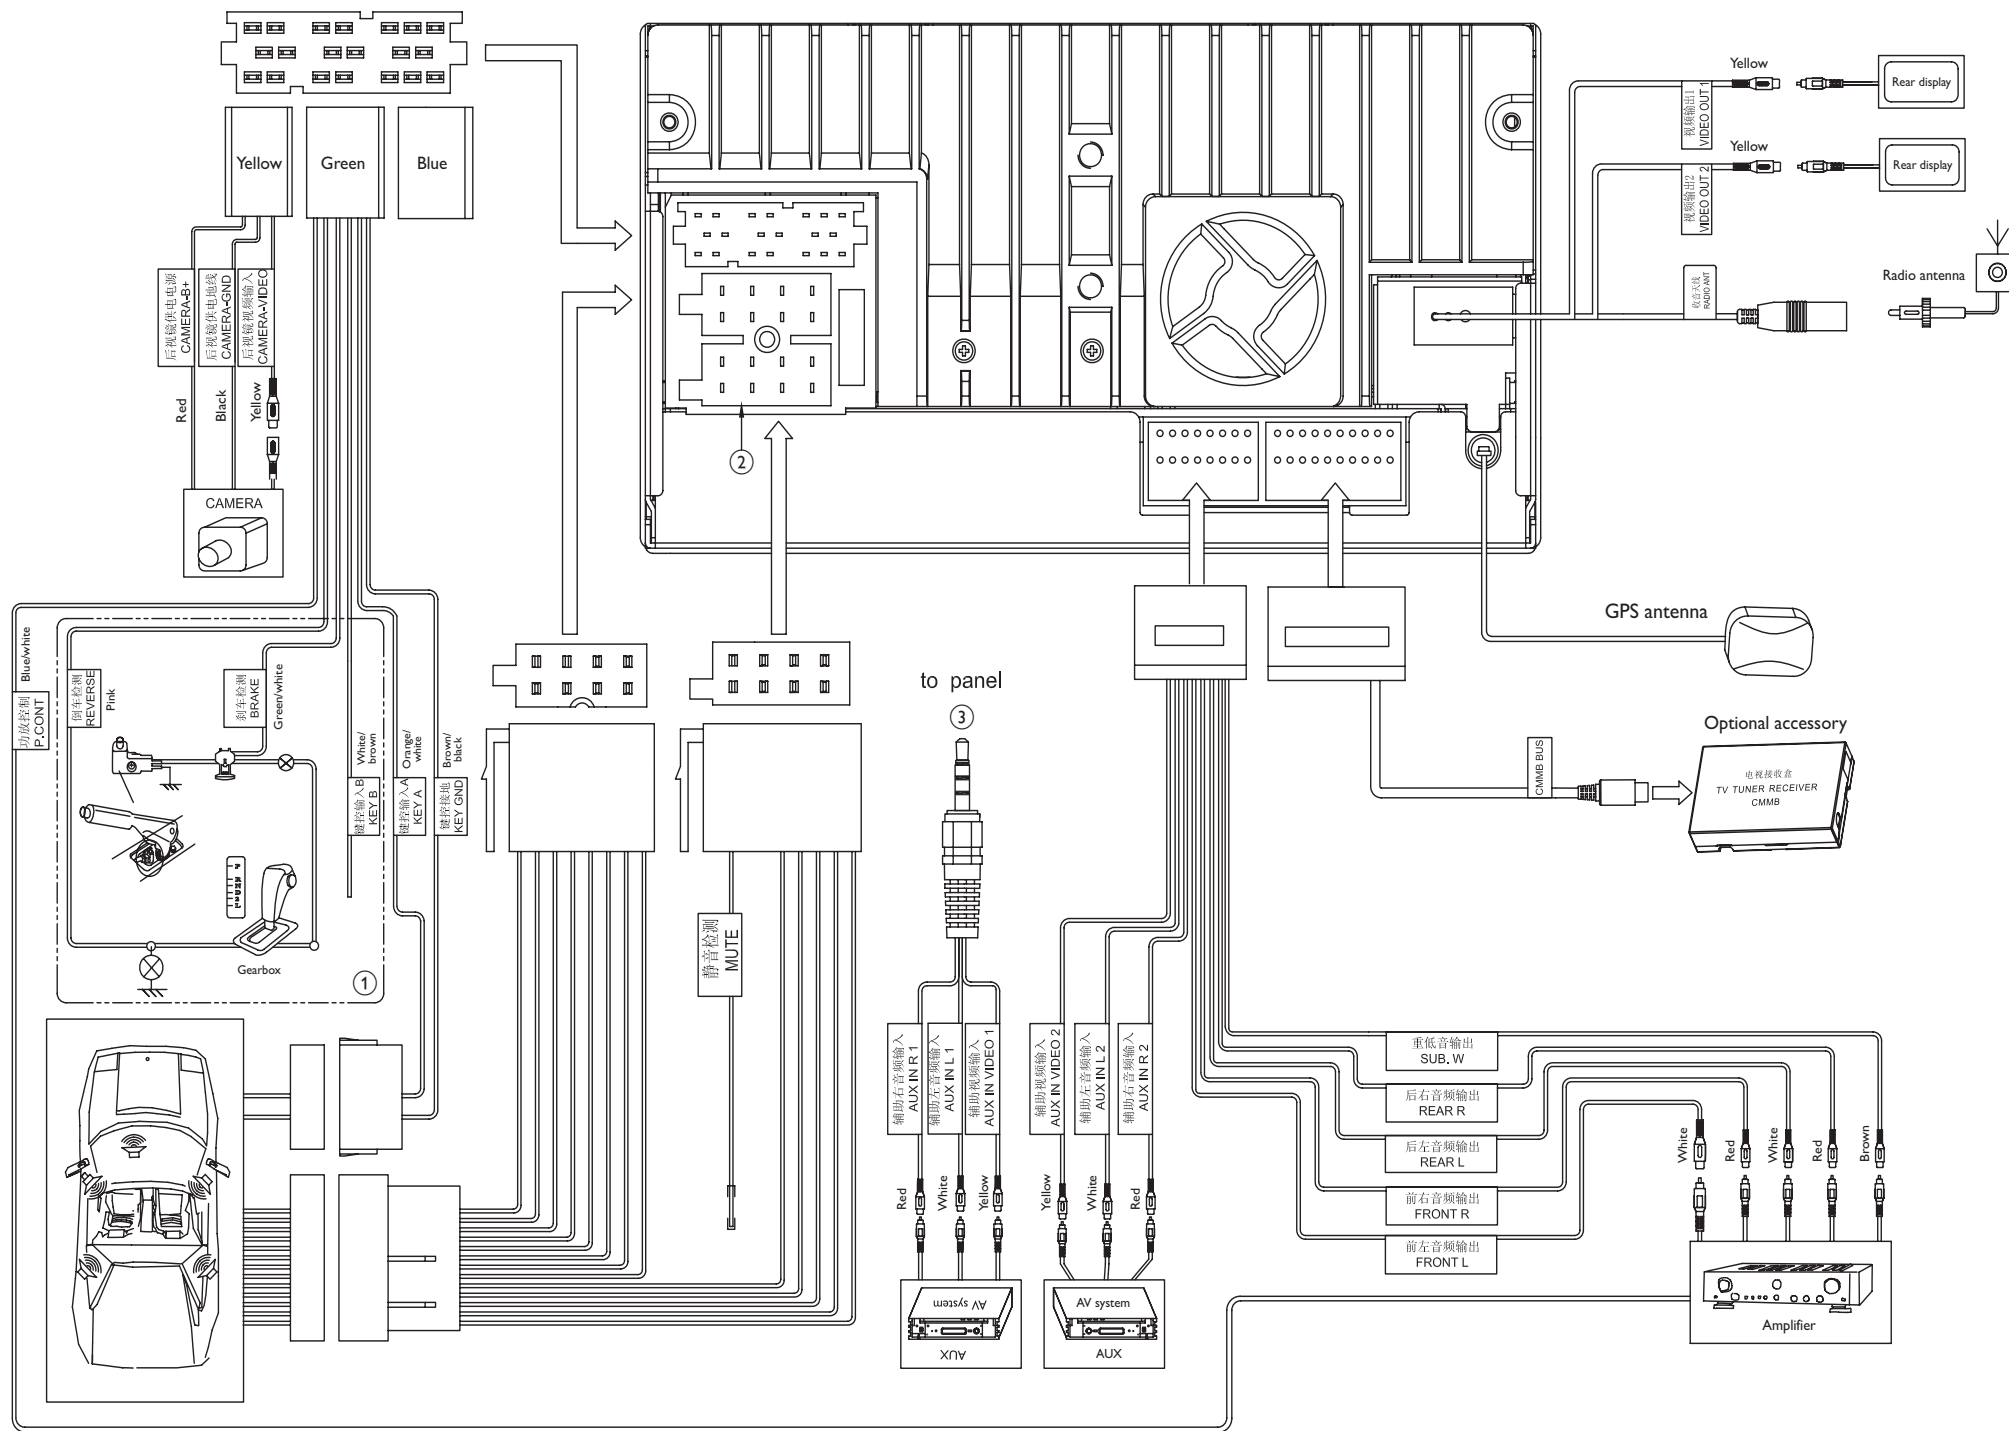 Yellow
Green
Blue
后视镜供电电源
CAMERA-B+
后视镜供电地线
CAMERA-GND
后视镜视频输入
CAMERA-VIDEO
Red
Black
Yellow
CAMERA
②
Yellow
视频输出1
VIDEO OUT 1
Rear display
Yellow
视频输出2
VIDEO OUT 2
Rear display
收音天线
RADIO ANT
Radio antenna
GPS antenna
Optional accessory
CMMB BUS
电视接收盒
TV TUNER RECEIVER
CMMB
Blue/white
功放控制
P.CONT
倒车检测
REVERSE
Pink
刹车检测
BRAKE
Green/white
White/
brown
键控输入B
KEY B
Orange/
white
键控输入A
KEY A
Brown/
black
键控接地
KEY GND
Gearbox
①
静音检测
MUTE
to panel
③
辅助右音频输入
AUX IN R 1
辅助左音频输入
AUX IN L 1
辅助视频输入
AUX IN VIDEO 1
辅助视频输入
AUX IN VIDEO 2
辅助左音频输入
AUX IN L 2
辅助右音频输入
AUX IN R 2
Red
White
Yellow
Yellow
White
Red
AV system
AUX
AV system
AUX
重低音输出
SUB. W
后右音频输出
REAR R
后左音频输出
REAR L
前右音频输出
FRONT R
前左音频输出
FRONT L
White
Red
White
Red
Brown
Amplifier